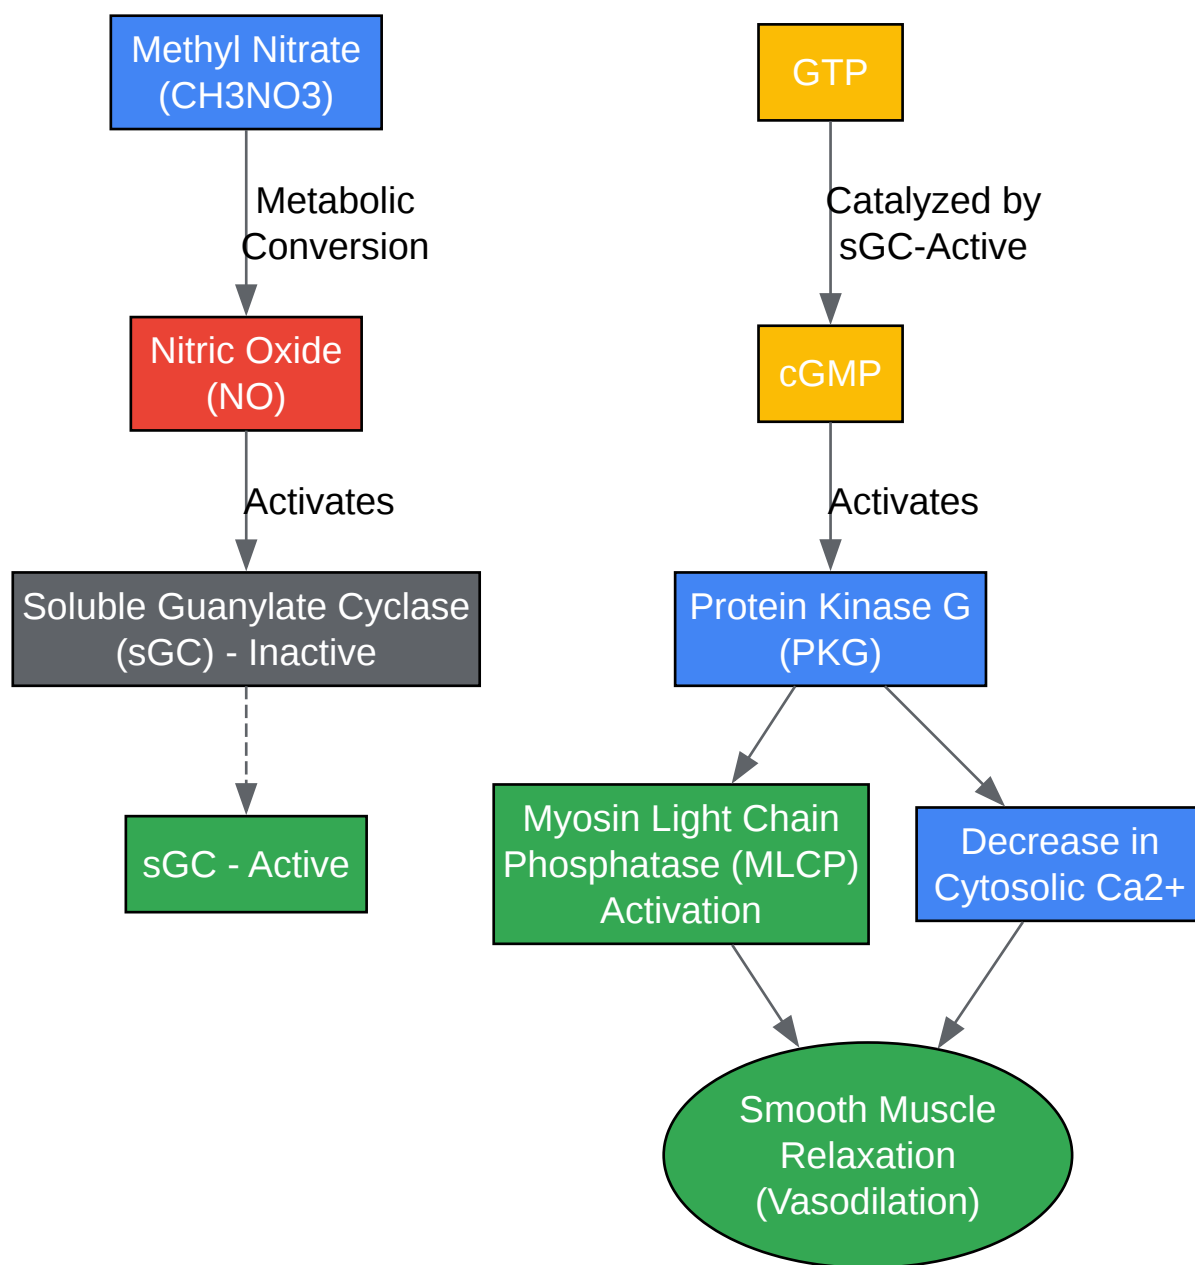 Methyl Nitrate
(CH3NO3)
Metabolic
Conversion
Nitric Oxide
(NO)
Activates
Soluble Guanylate Cyclase
(sGC) - Inactive
sGC - Active
GTP
Catalyzed by
sGC-Active
cGMP
Activates
Protein Kinase G
(PKG)
Myosin Light Chain
Phosphatase (MLCP)
Activation
Decrease in
Cytosolic Ca2+
Smooth Muscle
Relaxation
(Vasodilation)